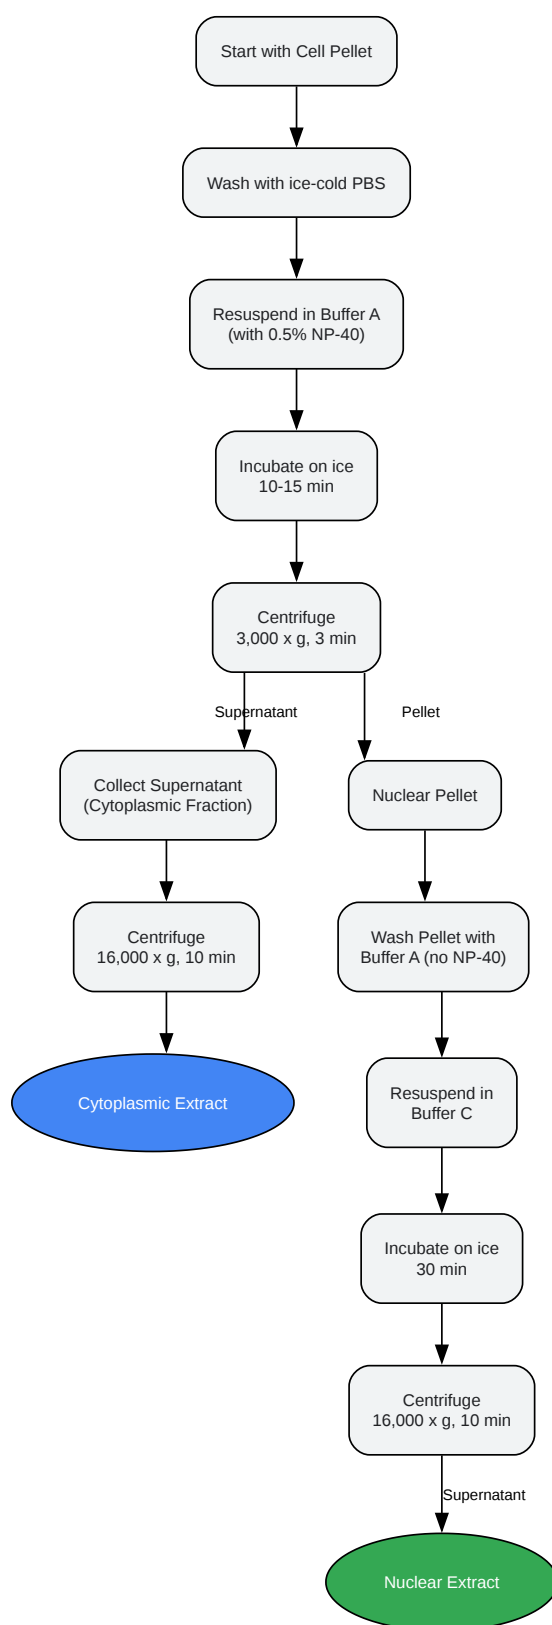 Start with Cell Pellet
Wash with ice-cold PBS
Resuspend in Buffer A
(with 0.5% NP-40)
Incubate on ice
10-15 min
Centrifuge
3,000 x g, 3 min
Supernatant
Pellet
Collect Supernatant
(Cytoplasmic Fraction)
Nuclear Pellet
Centrifuge
16,000 x g, 10 min
Wash Pellet with
Buffer A (no NP-40)
Cytoplasmic Extract
Resuspend in
Buffer C
Incubate on ice
30 min
Centrifuge
16,000 x g, 10 min
Supernatant
Nuclear Extract